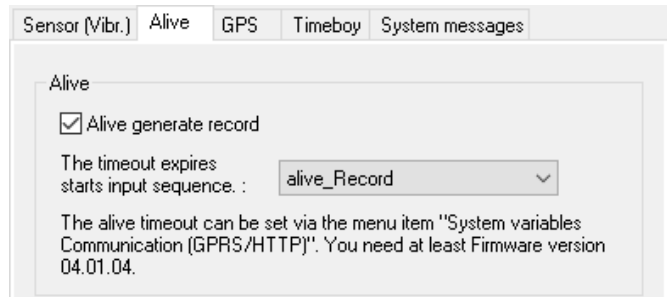 Sensor (Vibr.) Alive GPS Timeboy System messages
Alive
Alive generate record
The timeout expires
starts input sequence. : alive_Record
The alive timeout can be set via the menu item "System variables
Communication (GPRS/HTTP)". You need at least Firmware version
04.01.04.